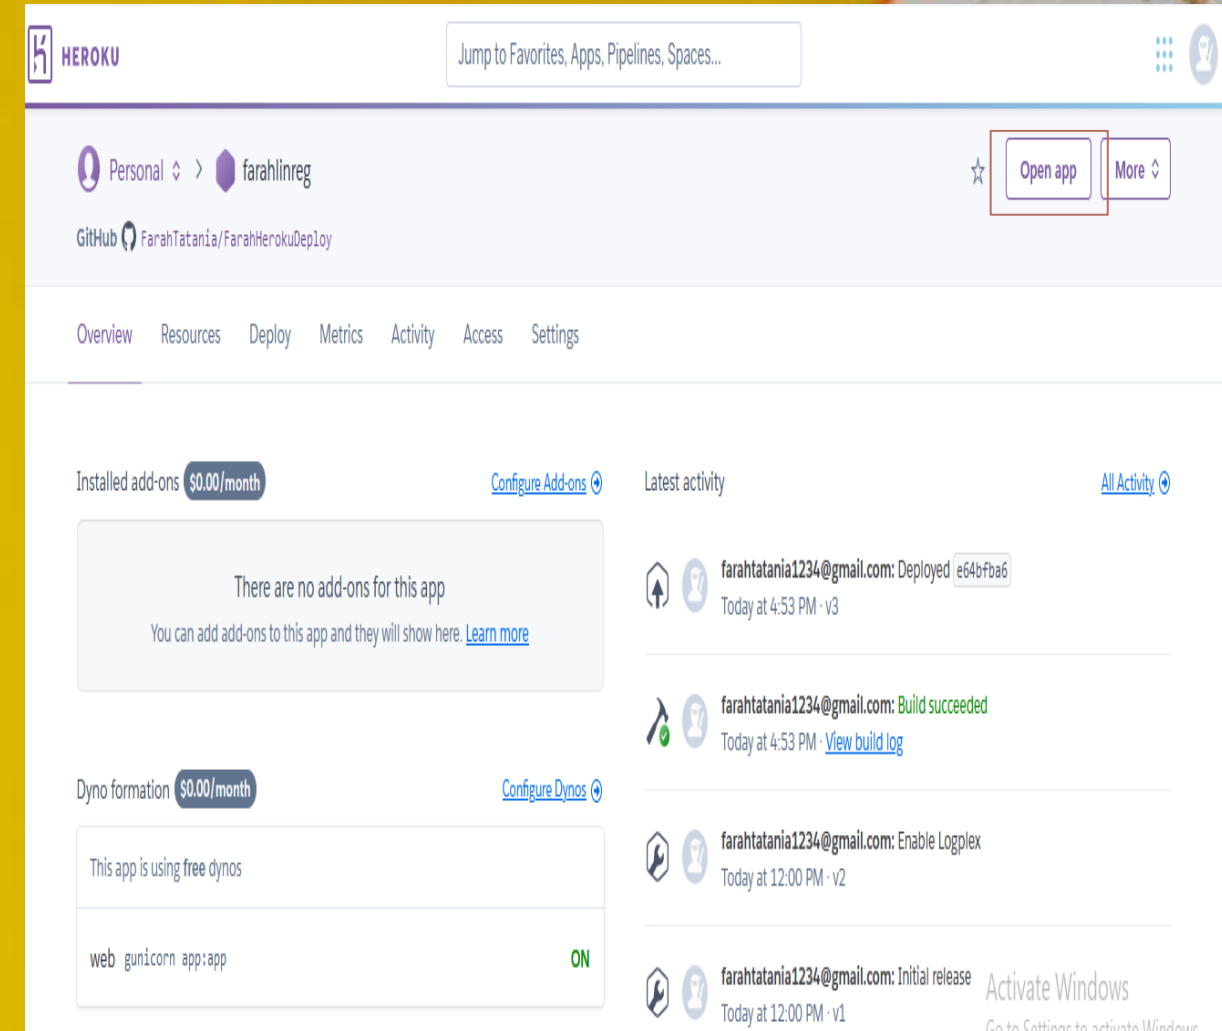 HEROKU
Jump to Favorites, Apps, Pipelines, Spaces...
Personal > farahlinreg
Open app
More
GitHub FarahTatania/FarahHerokuDeploy
Overview Resources Deploy Metrics Activity Access Settings
Installed add-ons $0.00/month
Configure Add-ons
There are no add-ons for this app
You can add add-ons to this app and they will show here. Learn more
Dyno formation $0.00/month
Configure Dynos
This app is using free dynos
web gunicorn app:app
ON
Latest activity
All Activity
farahtatania1234@gmail.com: Deployed e64bfba6
Today at 4:53 PM · v3
farahtatania1234@gmail.com: Build succeeded
Today at 4:53 PM · View build log
farahtatania1234@gmail.com: Enable Logplex
Today at 12:00 PM · v2
farahtatania1234@gmail.com: Initial release
Today at 12:00 PM · v1
Activate Windows
Go to Settings to activate Windows